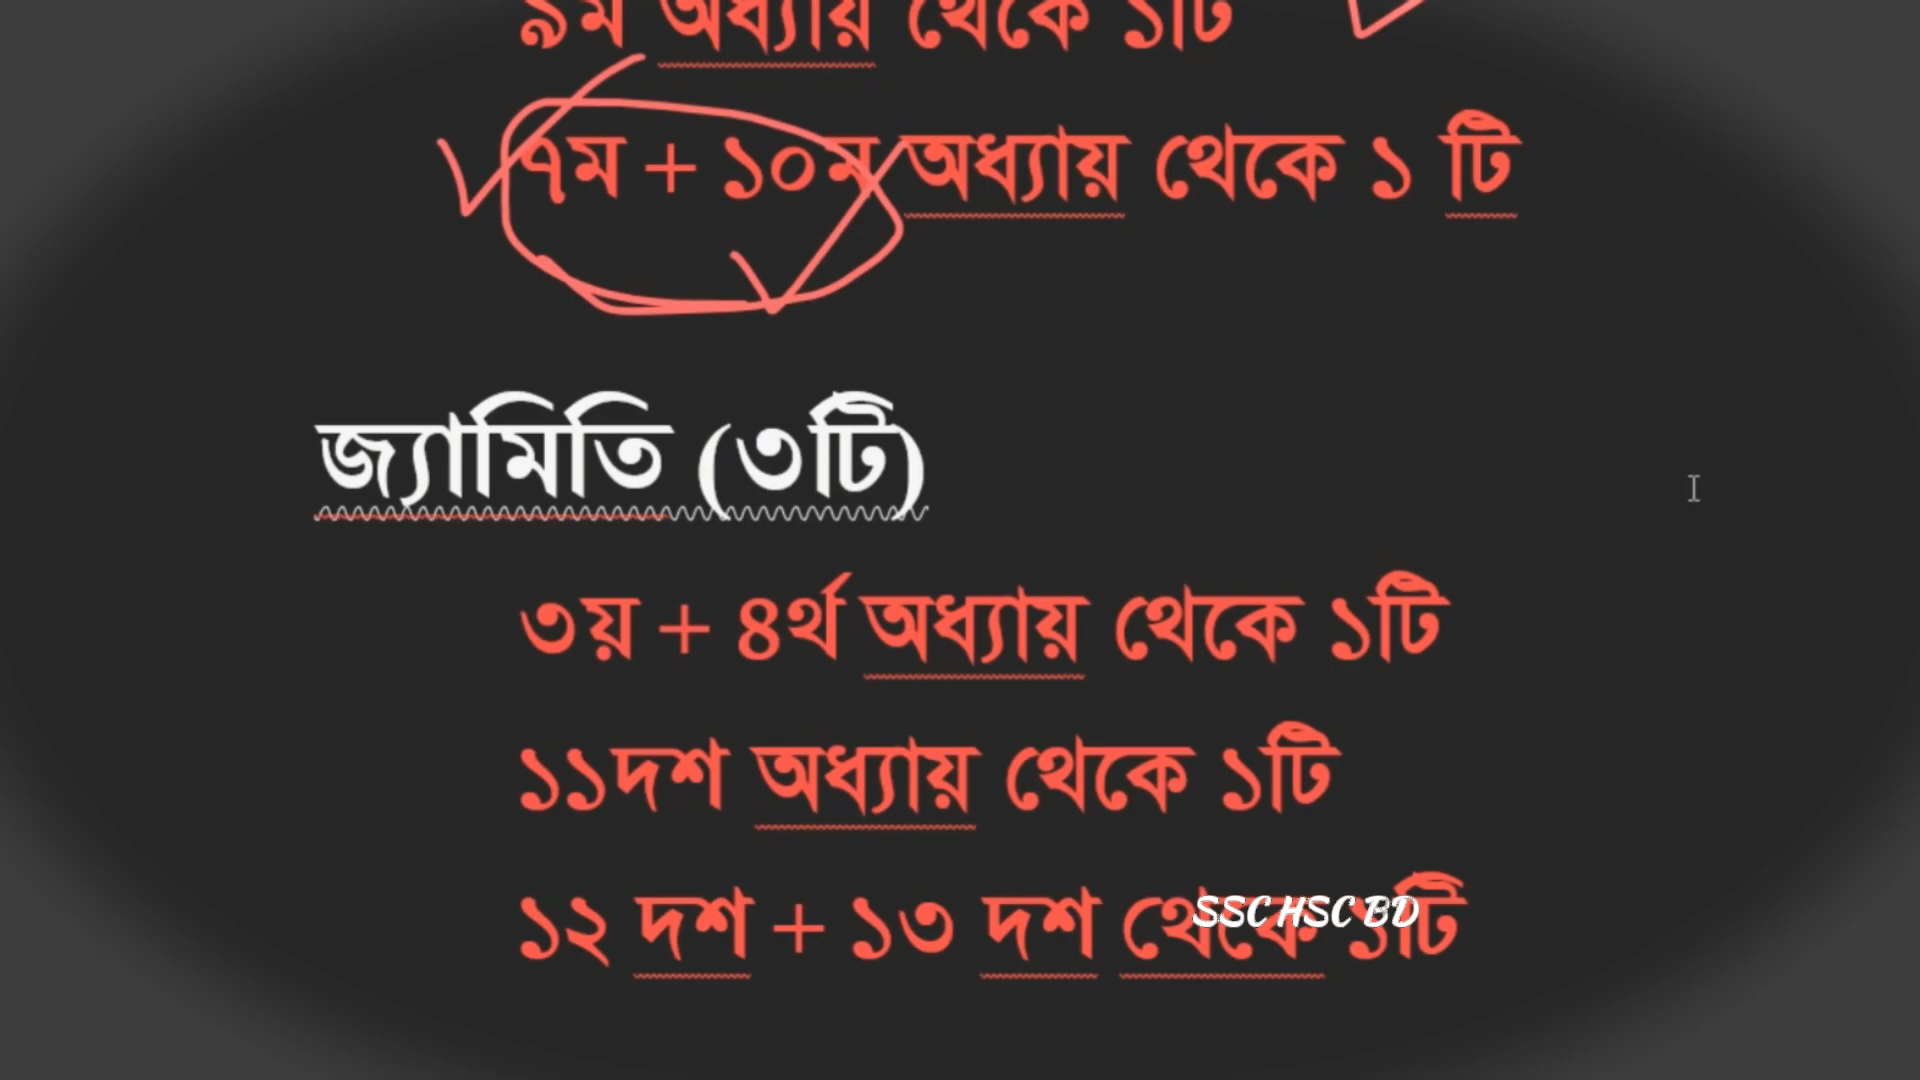 ৯ম অধ্যায় থেকে ১টি
৭ম + ১০ম অধ্যায় থেকে ১ টি
জ্যামিতি (৩টি)
৩য় + ৪র্থ অধ্যায় থেকে ১টি
১১দশ অধ্যায় থেকে ১টি
১২ দশ + ১৩ দশ থেকে ১টি
SSC HSC BD